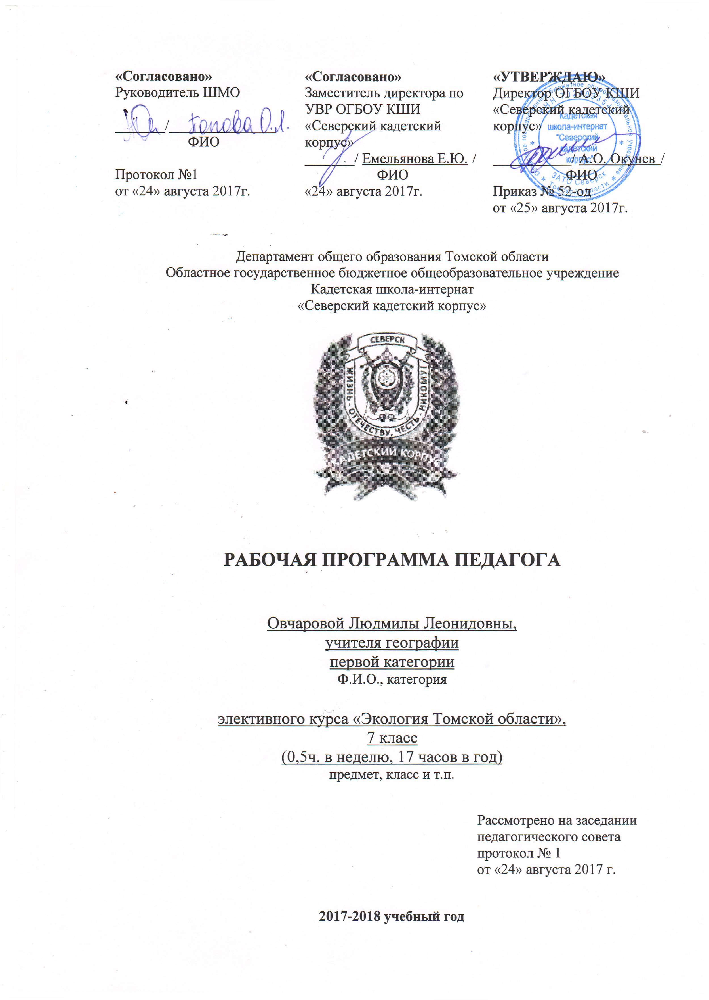 «Согласовано»
Руководитель ШМО
/ Попова О.Л.
ФИО
Протокол №1
от «24» августа 2017г.
«Согласовано»
Заместитель директора по
УВР ОГБОУ КШИ
«Северский кадетский
корпус»
/ Емельянова Е.Ю. /
ФИО
«24» августа 2017г.
«УТВЕРЖДАЮ»
Директор ОГБОУ КШИ
«Северский кадетский
корпус»
/ А.О. Окунев /
ФИО
Приказ № 52-од
от «25» августа 2017г.
Кадетская
школа-интернат
"Северский
кадетский
корпус"
ЗАТО Северск
Томской области
Департамент общего образования Томской области
Областное государственное бюджетное общеобразовательное учреждение
Кадетская школа-интернат
«Северский кадетский корпус»
СЕВЕРСК
ЖИЗНЬ - ОТЕЧЕСТВУ, ЧЕСТЬ - НИКОМУ!
КАДЕТСКИЙ КОРПУС
РАБОЧАЯ ПРОГРАММА ПЕДАГОГА
Овчаровой Людмилы Леонидовны,
учителя географии
первой категории
Ф.И.О., категория
элективного курса «Экология Томской области»,
7 класс
(0,5ч. в неделю, 17 часов в год)
предмет, класс и т.п.
Рассмотрено на заседании
педагогического совета
протокол № 1
от «24» августа 2017 г.
2017-2018 учебный год